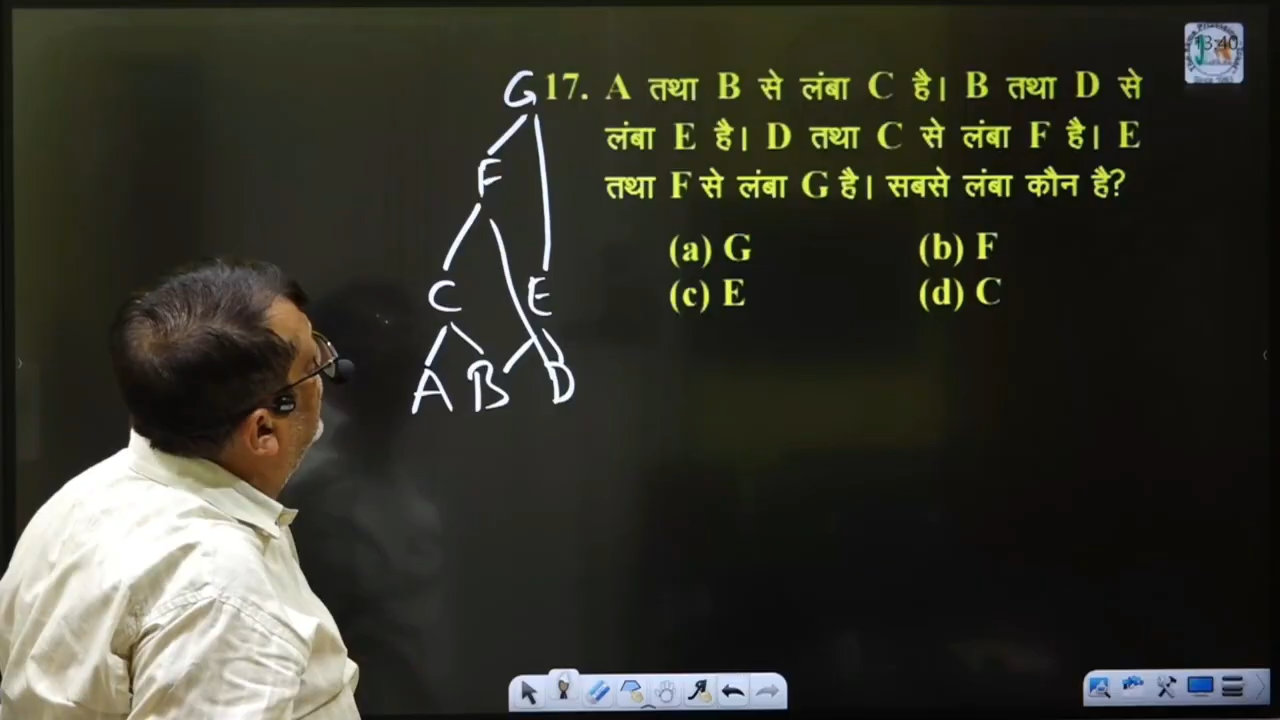 13:40
G
F
C E
A B D
17. A तथा B से लंबा C है। B तथा D से
लंबा E है। D तथा C से लंबा F है। E
तथा F से लंबा G है। सबसे लंबा कौन है?
(a) G (b) F
(c) E (d) C